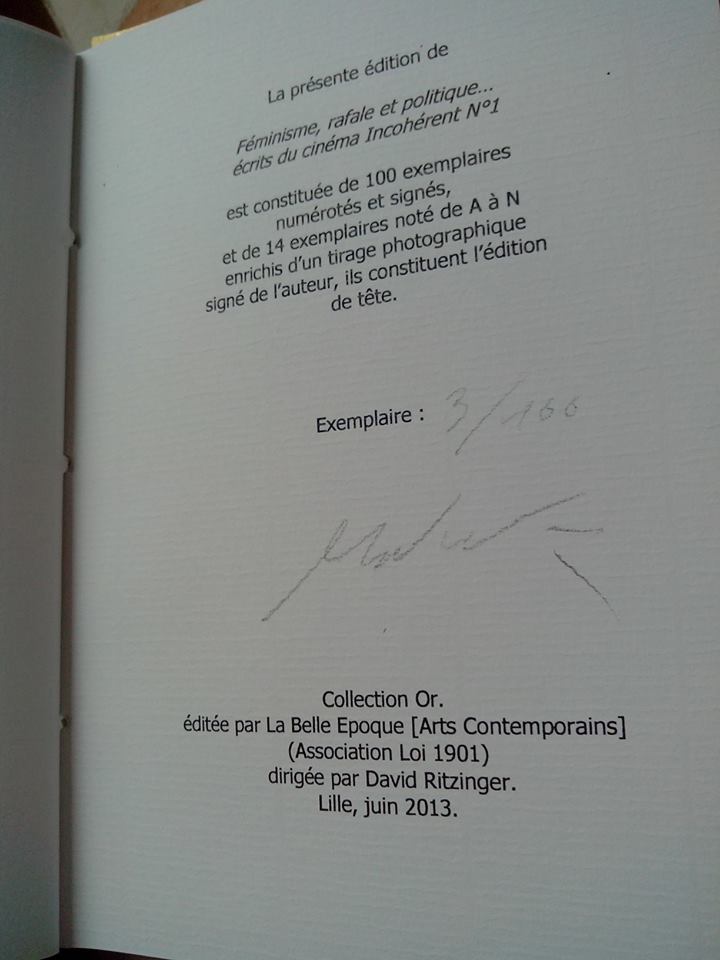 La présente édition de
Féminisme, rafale et politique...
écrits du cinéma Incohérent N°1
est constituée de 100 exemplaires
numérotés et signés,
et de 14 exemplaires noté de A à N
enrichis d'un tirage photographique
signé de l'auteur, ils constituent l'édition
de tête.
Exemplaire : 3/100
Collection Or.
éditée par La Belle Epoque [Arts Contemporains]
(Association Loi 1901)
dirigée par David Ritzinger.
Lille, juin 2013.